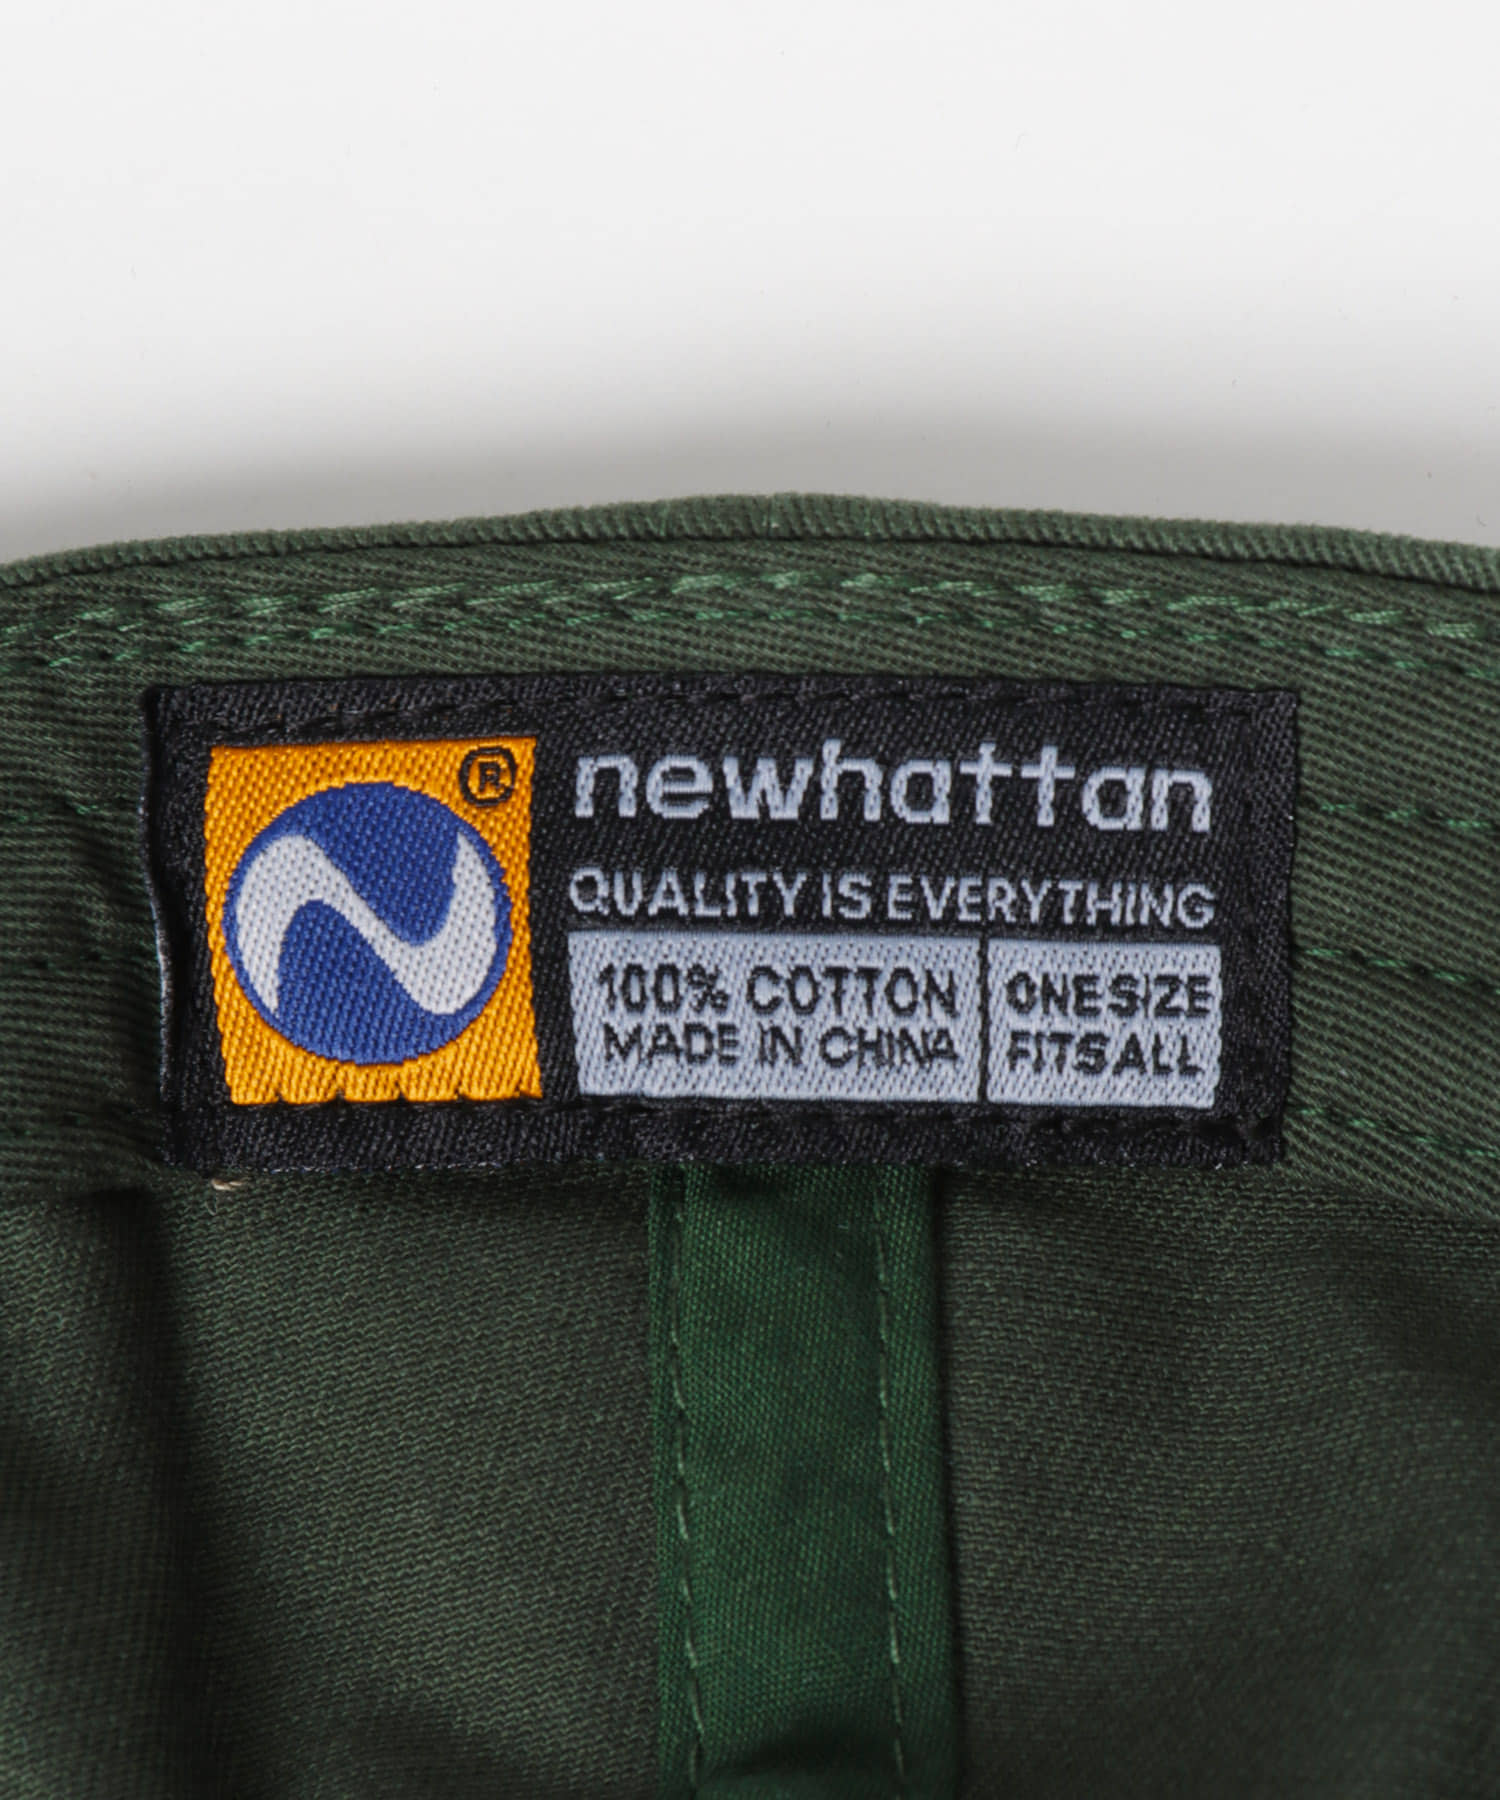 ®
newhattan
QUALITY IS EVERYTHING
100% COTTON
MADE IN CHINA
ONE SIZE
FITS ALL